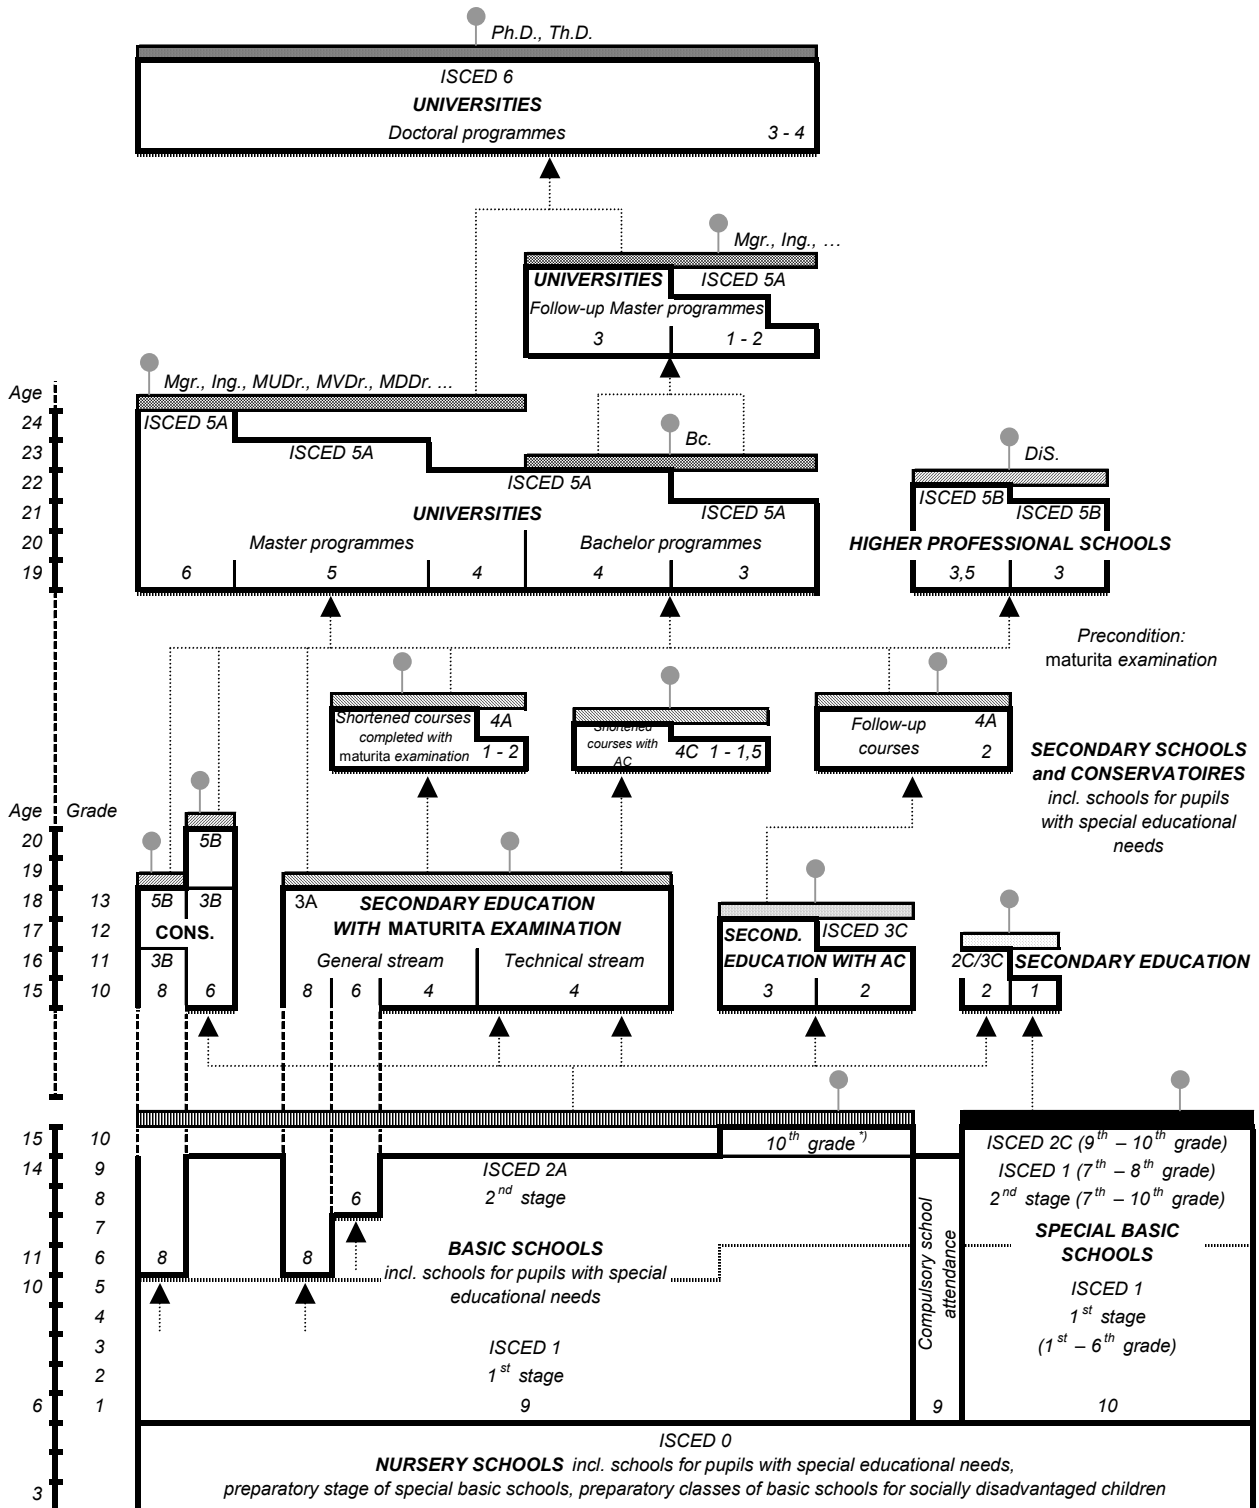 Ph.D., Th.D.
ISCED 6
UNIVERSITIES
Doctoral programmes 3 - 4
Mgr., Ing., …
UNIVERSITIES ISCED 5A
Follow-up Master programmes
3 1 - 2
Mgr., Ing., MUDr., MVDr., MDDr. ...
Age
24 ISCED 5A
Bc.
23 ISCED 5A
DiS.
22 ISCED 5A ISCED 5B
21 UNIVERSITIES ISCED 5A ISCED 5B
20 Master programmes Bachelor programmes HIGHER PROFESSIONAL SCHOOLS
19 6 5 4 4 3 3,5 3
Precondition:
maturita examination
Shortened courses 4A
completed with
maturita examination 1 - 2
Shortened
courses with
AC 4C 1 - 1,5
Follow-up 4A
courses 2
SECONDARY SCHOOLS
and CONSERVATOIRES
incl. schools for pupils
with special educational
needs
Age Grade
20 5B
19
18 13 5B 3B 3A SECONDARY EDUCATION
17 12 CONS. WITH MATURITA EXAMINATION SECOND. ISCED 3C
16 11 3B General stream Technical stream EDUCATION WITH AC 2C/3C SECONDARY EDUCATION
15 10 8 6 8 6 4 4 3 2 2 1
15 10 10th grade *) ISCED 2C (9th – 10th grade)
14 9 ISCED 2A ISCED 1 (7th – 8th grade)
8 6 2nd stage 2nd stage (7th – 10th grade)
7
SPECIAL BASIC
SCHOOLS
11 6 8 8 BASIC SCHOOLS
incl. schools for pupils with special
educational needs
10 5
Compulsory school
attendance
ISCED 1
4 1st stage
3 ISCED 1 (1st – 6th grade)
2 1st stage
6 1 9 9 10
ISCED 0
NURSERY SCHOOLS incl. schools for pupils with special educational needs,
3 preparatory stage of special basic schools, preparatory classes of basic schools for socially disadvantaged children